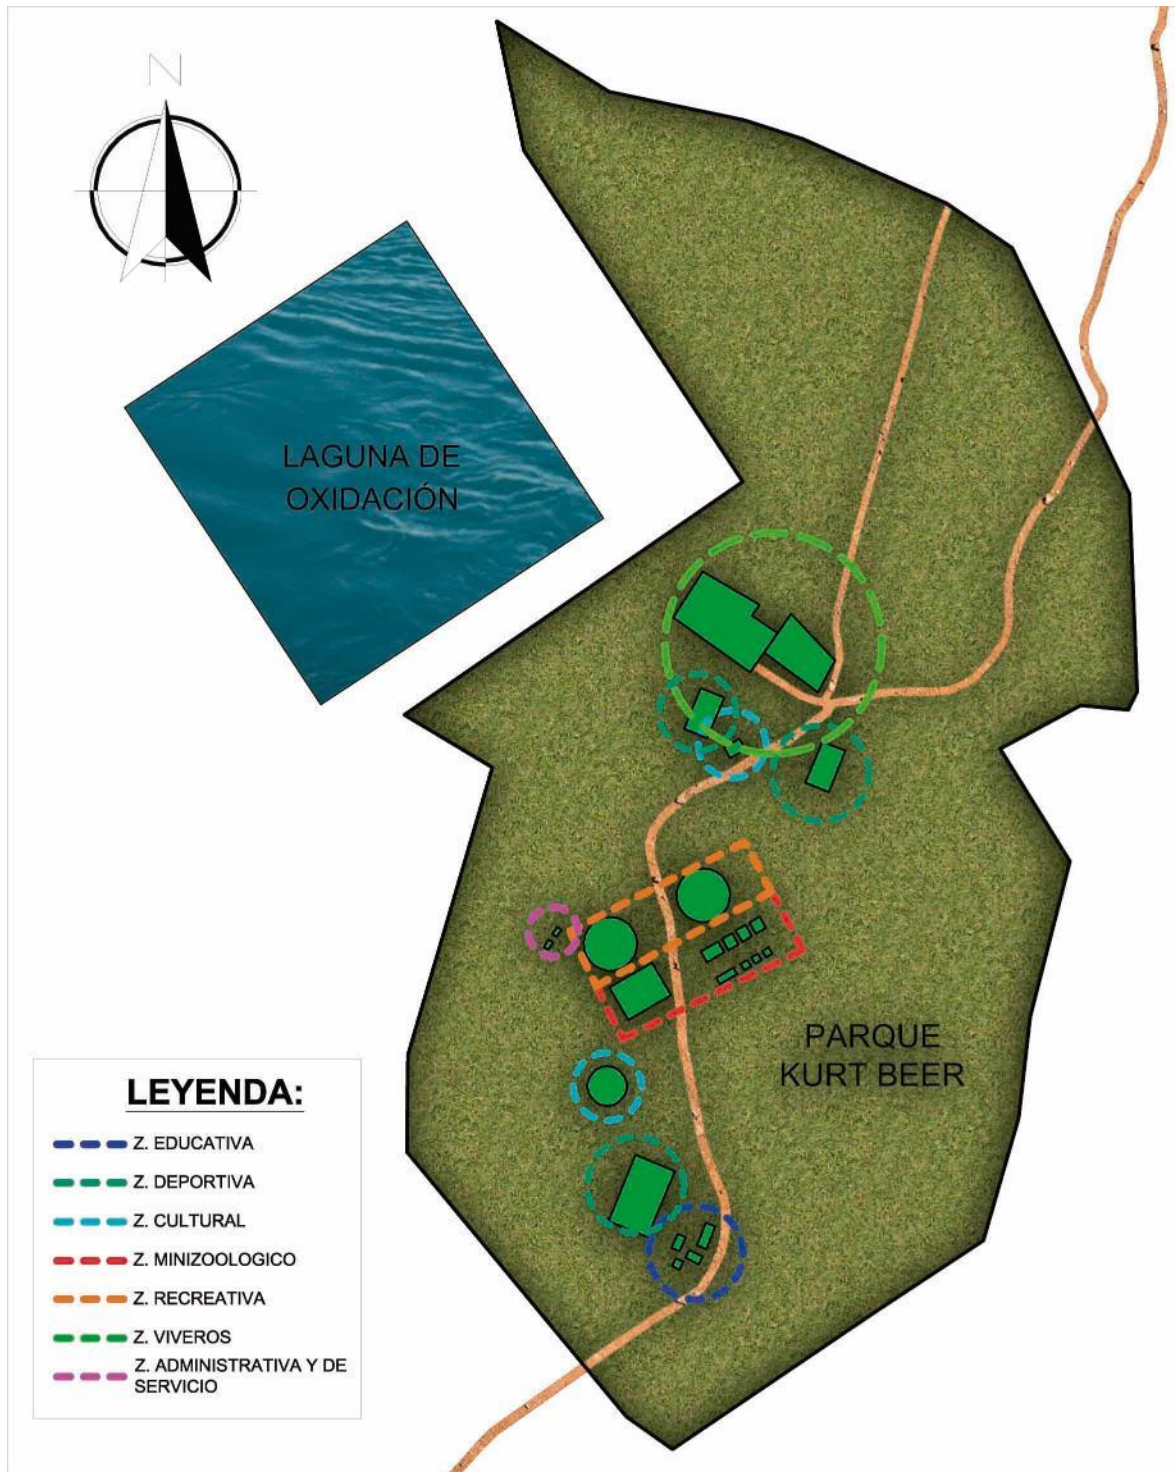 N
LAGUNA DE
OXIDACIÓN
PARQUE
KURT BEER
LEYENDA:
Z. EDUCATIVA
Z. DEPORTIVA
Z. CULTURAL
Z. MINIZOOLOGICO
Z. RECREATIVA
Z. VIVEROS
Z. ADMINISTRATIVA Y DE
SERVICIO